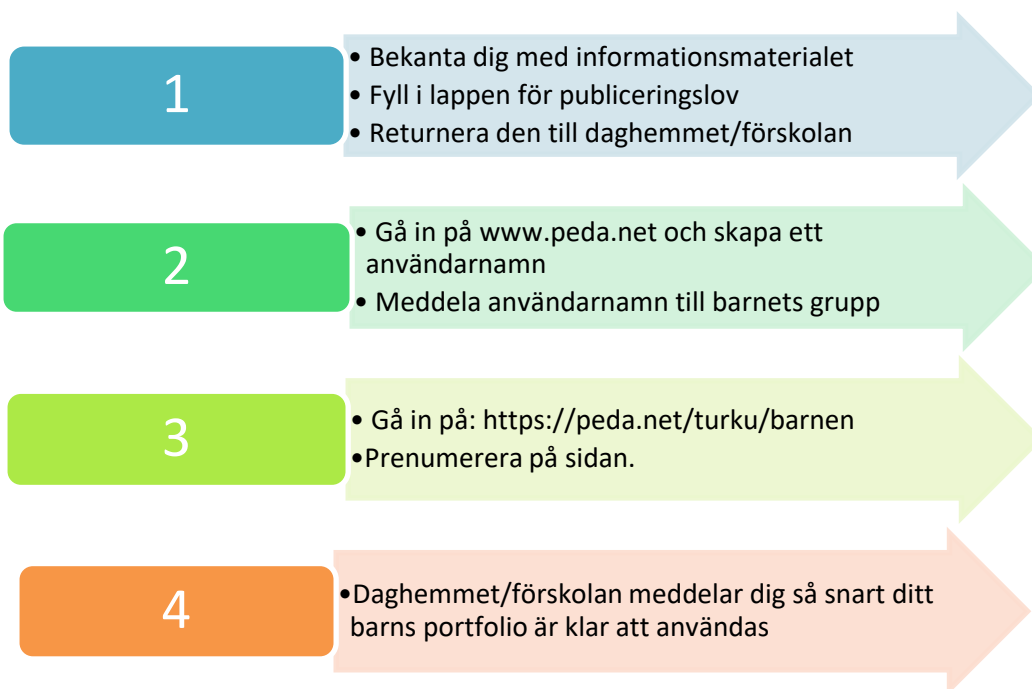 1
• Bekanta dig med informationsmaterialet
• Fyll i lappen för publiceringslov
• Returnera den till daghemmet/förskolan
2
• Gå in på www.peda.net och skapa ett
användarnamn
• Meddela användarnamn till barnets grupp
3
• Gå in på: https://peda.net/turku/barnen
•Prenumerera på sidan.
4
•Daghemmet/förskolan meddelar dig så snart ditt
barns portfolio är klar att användas